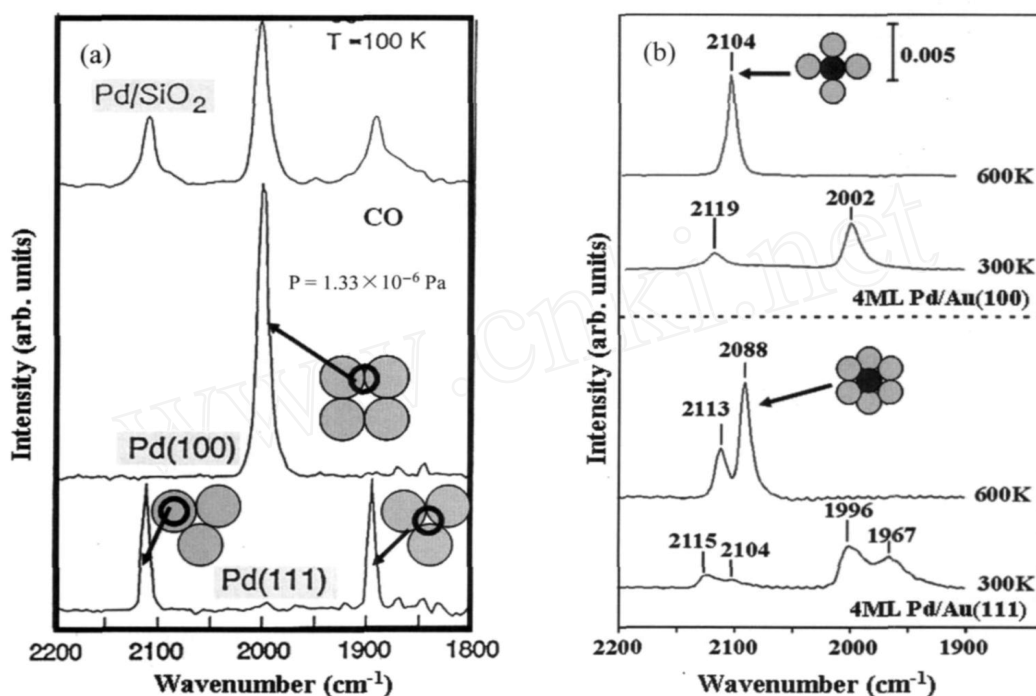 (a)
T = 100 K
Pd/SiO2
CO
P = 1.33×10-6 Pa
Pd(100)
Pd(111)
Intensity (arb. units)
2200 2100 2000 1900 1800
Wavenumber (cm-1)
(b)
2104
0.005
600K
2119
2002
300K
4ML Pd/Au(100)
2088
2113
600K
1996
1967
2115
2104
300K
4ML Pd/Au(111)
Intensity (arb. units)
2200 2100 2000 1900
Wavenumber (cm-1)
www.cnki.net